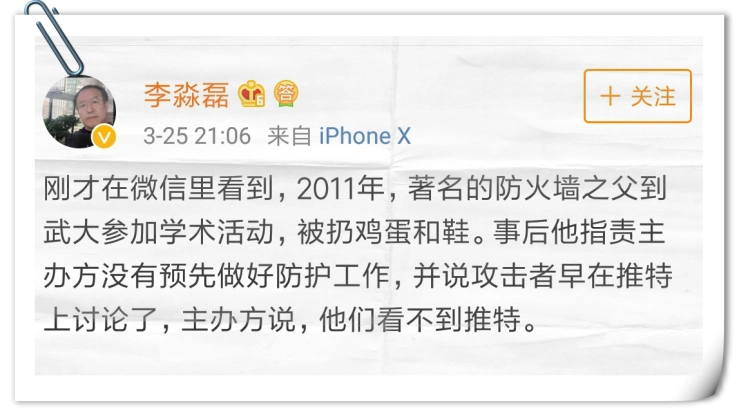 李淼磊
答
6
V
+ 关注
3-25 21:06 来自 iPhone X
刚才在微信里看到，2011年，著名的防火墙之父到
武大参加学术活动，被扔鸡蛋和鞋。事后他指责主
办方没有预先做好防护工作，并说攻击者早在推特
上讨论了，主办方说，他们看不到推特。